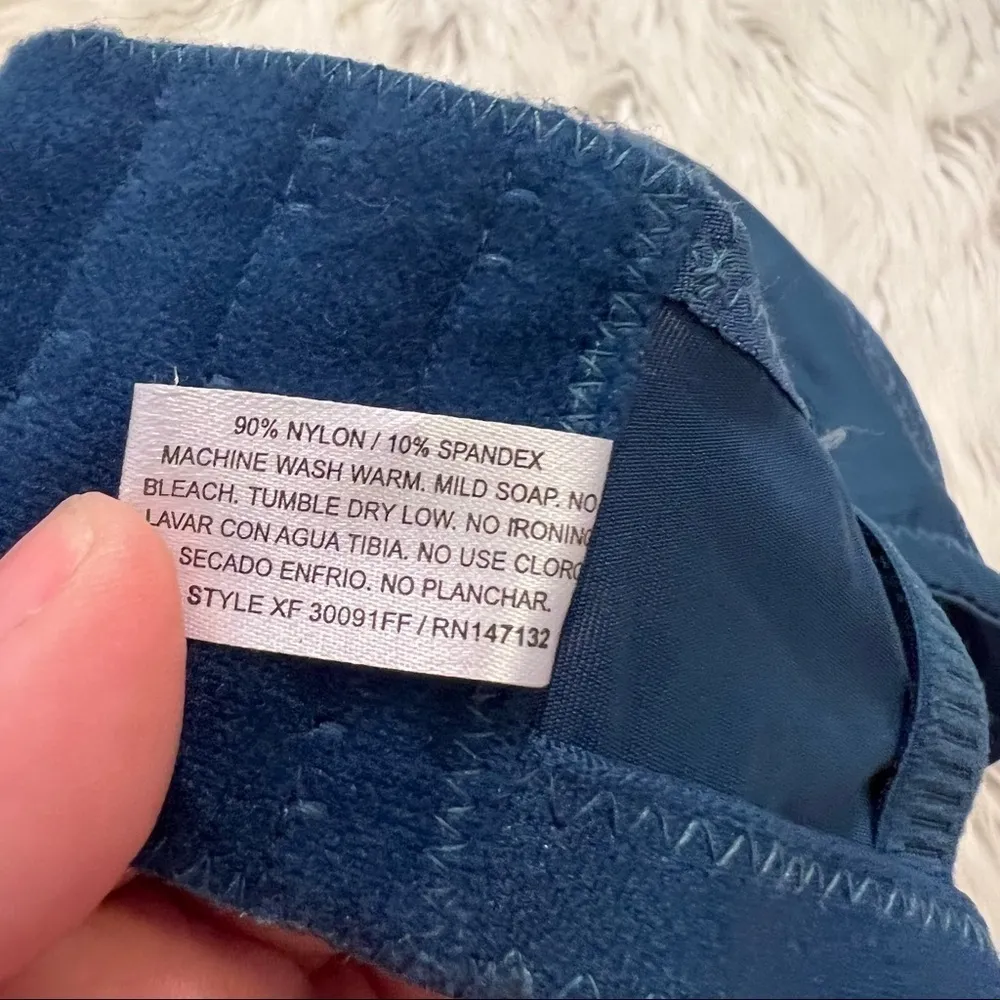 90% NYLON / 10% SPANDEX
MACHINE WASH WARM. MILD SOAP. NO
BLEACH. TUMBLE DRY LOW. NO IRONING
LAVAR CON AGUA TIBIA. NO USE CLORO
SECADO ENFRIO. NO PLANCHAR.
STYLE XF 30091FF / RN147132